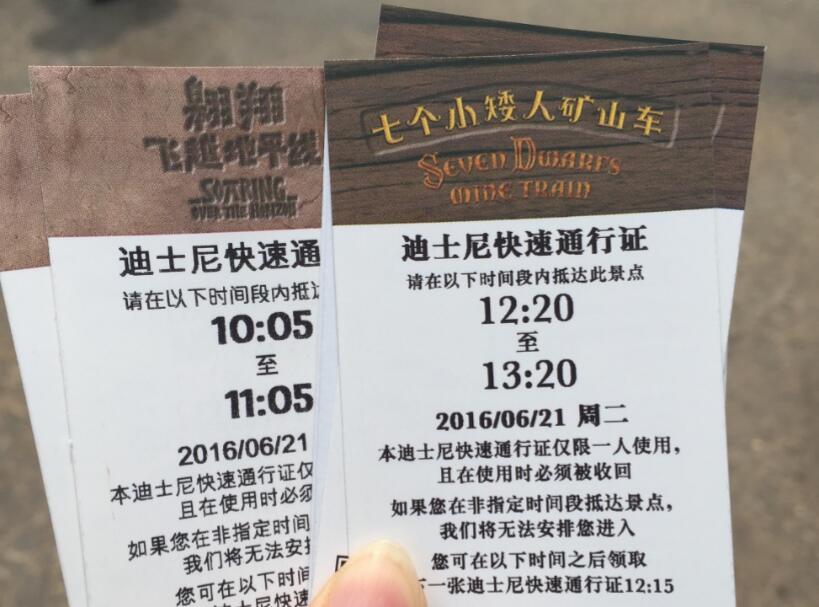 翱翔
飞越地平线
SOARING
OVER THE HORIZON
迪士尼快速通
请在以下时间段内抵达
10:05
至
11:05
2016/06/21
本迪士尼快速通行证仅
且在使用时必须
如果您在非指定时间
我们将无法安排
您可在以下时间
士尼快速
七个小矮人矿山车
SEVEN DWARFS
MINE TRAIN
迪士尼快速通行证
请在以下时间段内抵达此景点
12:20
至
13:20
2016/06/21 周二
本迪士尼快速通行证仅限一人使用，
且在使用时必须被收回
如果您在非指定时间段抵达景点，
我们将无法安排您进入
您可在以下时间之后领取
下一张迪士尼快速通行证12:15